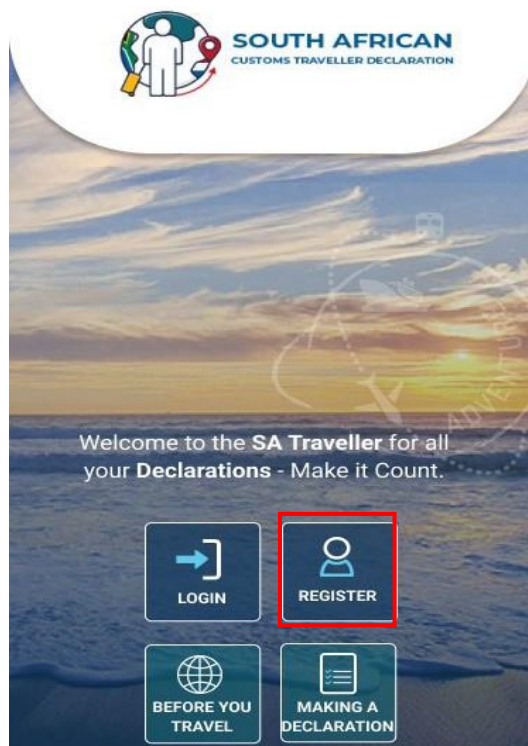 SOUTH AFRICAN
CUSTOMS TRAVELLER DECLARATION
ADVENTURE
Welcome to the SA Traveller for all
your Declarations - Make it Count.
LOGIN
REGISTER
BEFORE YOU
TRAVEL
MAKING A
DECLARATION